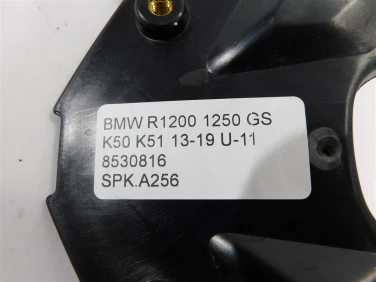 BMW R1200 1250 GS
K50 K51 13-19 U-11
8530816
SPK.A256